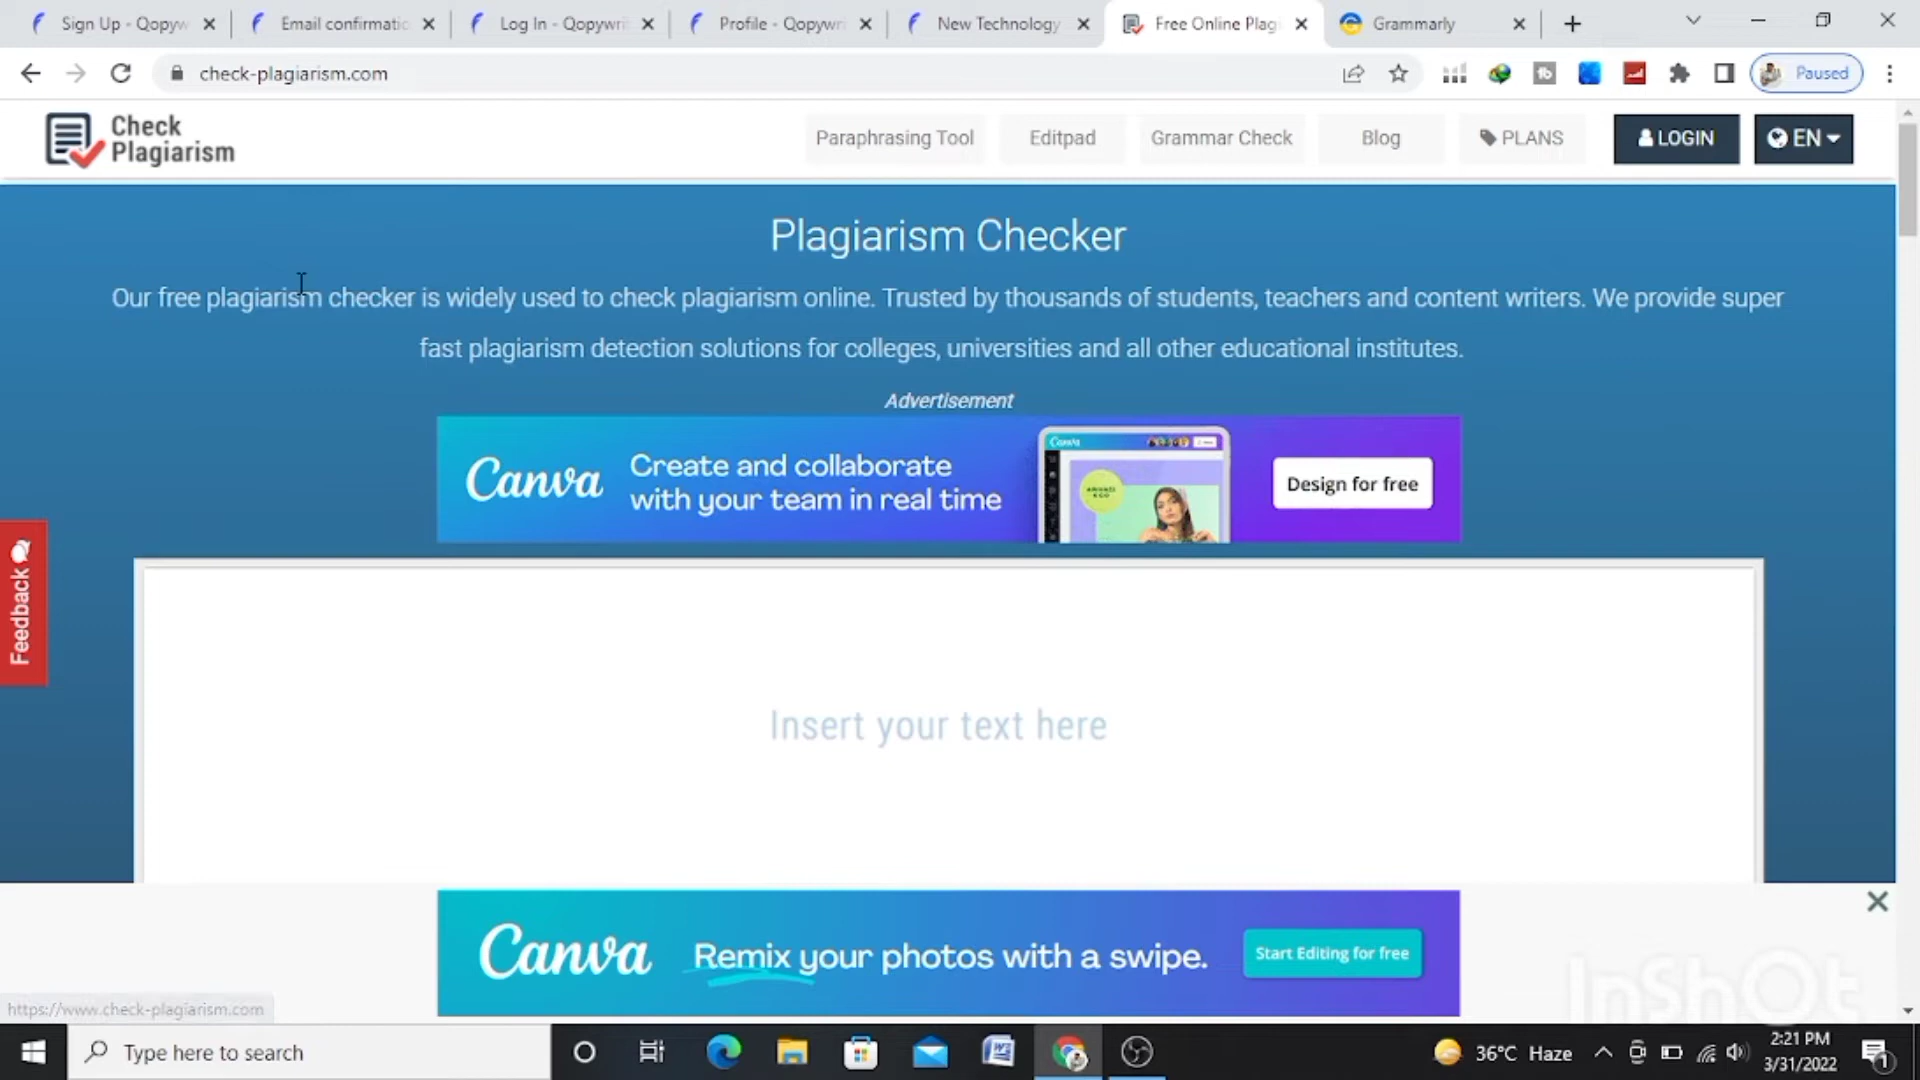 Sign Up - Qopyw
Email confirmatio
Log In - Qopywri
Profile - Qopywr
New Technology
Free Online Plag
Grammarly
check-plagiarism.com
Paused
Check
Plagiarism
Paraphrasing Tool
Editpad
Grammar Check
Blog
PLANS
LOGIN
EN
Plagiarism Checker
Our free plagiarism checker is widely used to check plagiarism online. Trusted by thousands of students, teachers and content writers. We provide super
fast plagiarism detection solutions for colleges, universities and all other educational institutes.
Advertisement
Canva
Create and collaborate
with your team in real time
Canva
Design for free
Feedback
Insert your text here
Canva
Remix your photos with a swipe.
Start Editing for free
InShOt
https://www.check-plagiarism.com
Type here to search
36°C Haze
2:21 PM
3/31/2022
1